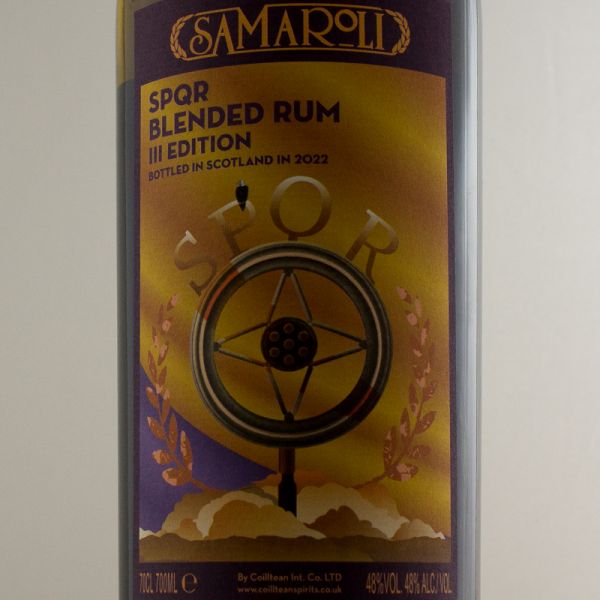 SAMAROLI
SPQR
BLENDED RUM
III EDITION
BOTTLED IN SCOTLAND IN 2022
SPQR
70CL 700ML ℮
By Coilltean Int. Co. LTD
www.coillteanspirits.co.uk
48%VOL. 48% ALC/VOL